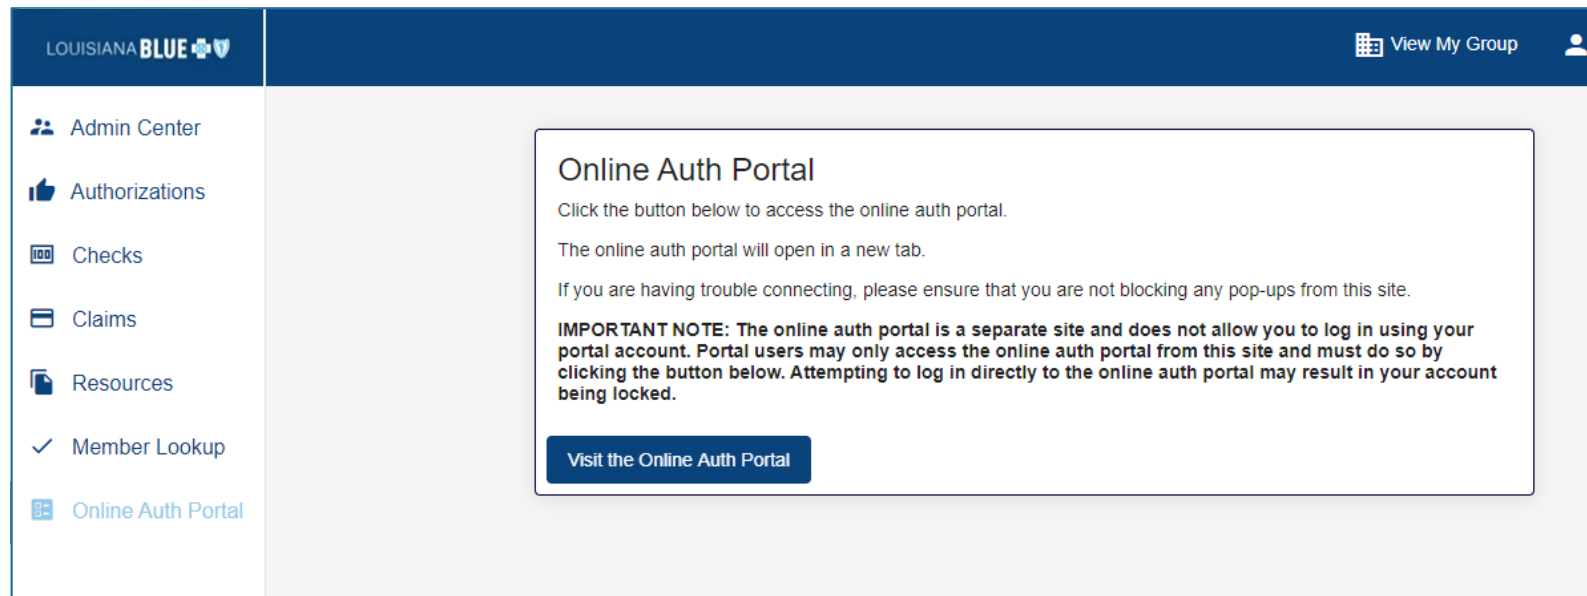 LOUISIANA BLUE
View My Group
Admin Center
Authorizations
Checks
Claims
Resources
Member Lookup
Online Auth Portal
Online Auth Portal
Click the button below to access the online auth portal.
The online auth portal will open in a new tab.
If you are having trouble connecting, please ensure that you are not blocking any pop-ups from this site.
IMPORTANT NOTE: The online auth portal is a separate site and does not allow you to log in using your
portal account. Portal users may only access the online auth portal from this site and must do so by
clicking the button below. Attempting to log in directly to the online auth portal may result in your account
being locked.
Visit the Online Auth Portal